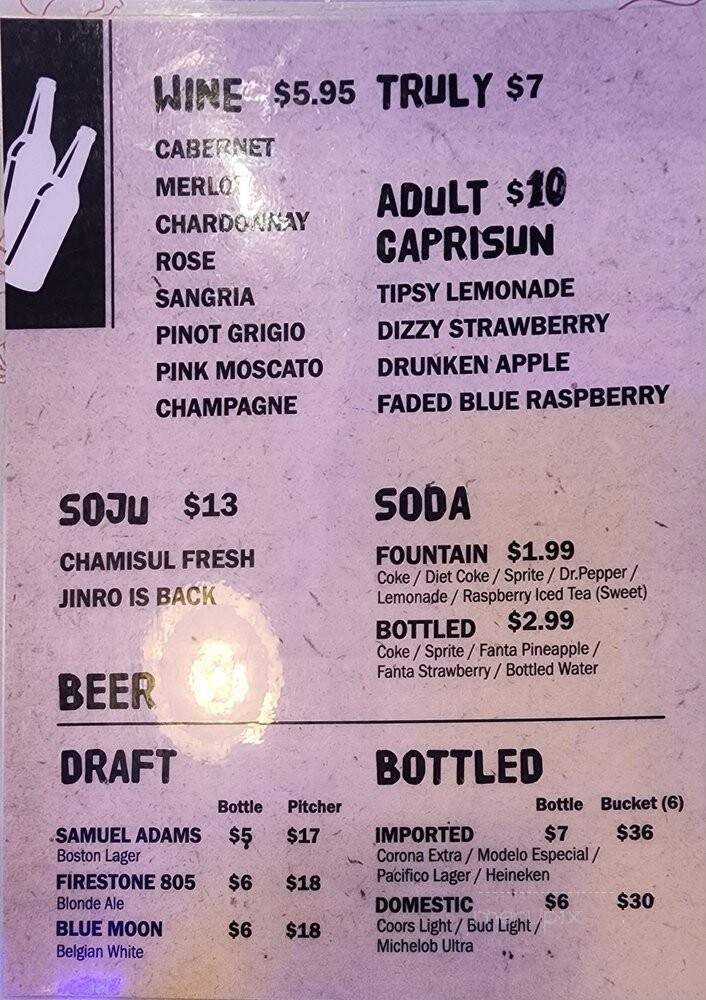 WINE $5.95
CABERNET
MERLOT
CHARDONNAY
ROSE
SANGRIA
PINOT GRIGIO
PINK MOSCATO
CHAMPAGNE
TRULY $7
ADULT $10
CAPRISUN
TIPSY LEMONADE
DIZZY STRAWBERRY
DRUNKEN APPLE
FADED BLUE RASPBERRY
SOJU $13
CHAMISUL FRESH
JINRO IS BACK
SODA
FOUNTAIN $1.99
Coke / Diet Coke / Sprite / Dr.Pepper /
Lemonade / Raspberry Iced Tea (Sweet)
BOTTLED $2.99
Coke / Sprite / Fanta Pineapple /
Fanta Strawberry / Bottled Water
BEER
DRAFT
Bottle Pitcher
SAMUEL ADAMS $5 $17
Boston Lager
FIRESTONE 805 $6 $18
Blonde Ale
BLUE MOON $6 $18
Belgian White
BOTTLED
Bottle Bucket (6)
IMPORTED $7 $36
Corona Extra / Modelo Especial /
Pacifico Lager / Heineken
DOMESTIC $6 $30
Coors Light / Bud Light /
Michelob Ultra